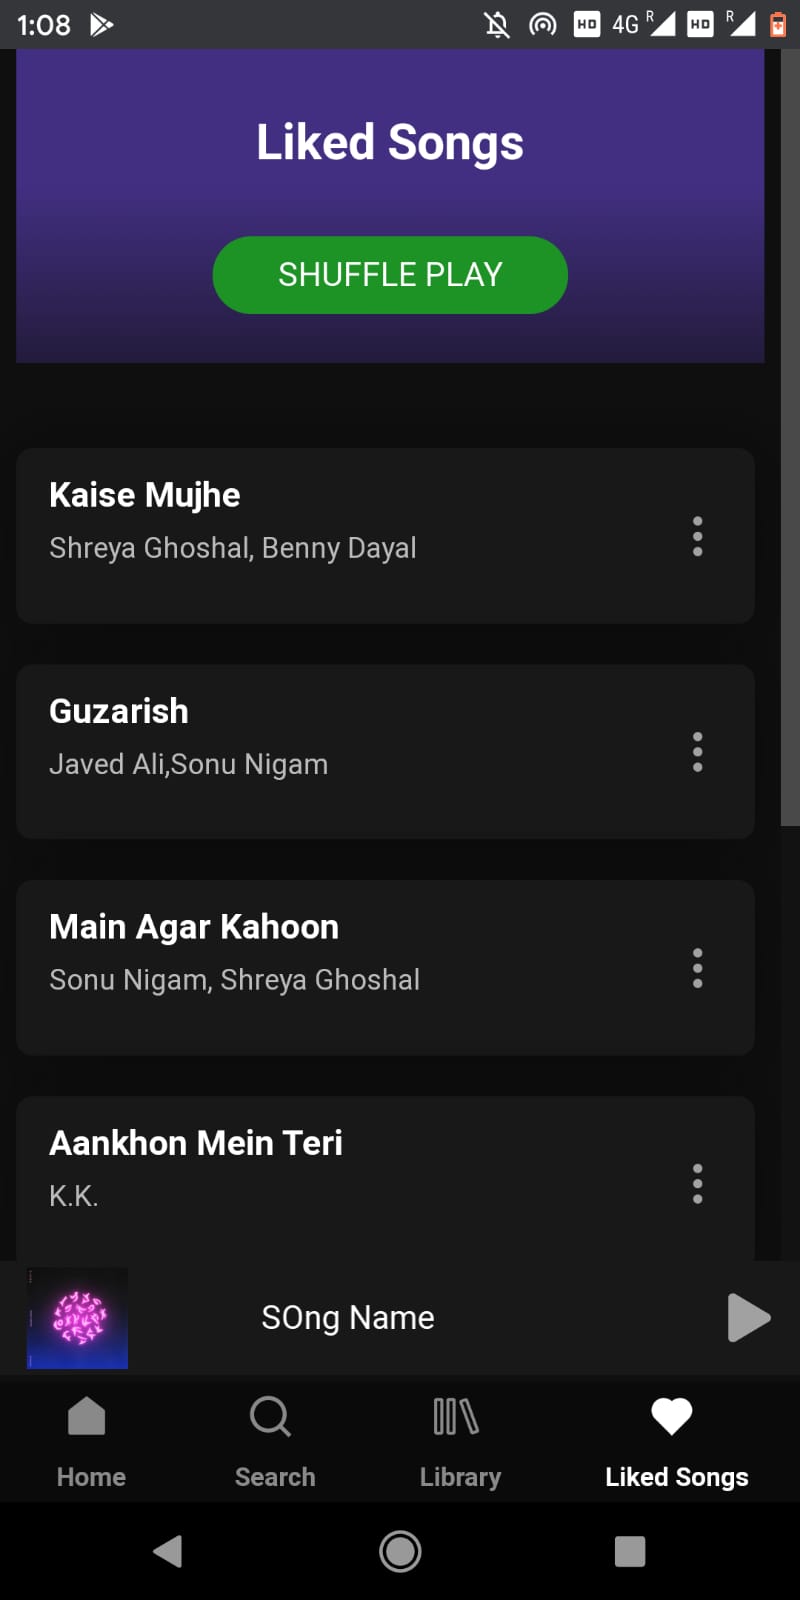 1:08
HD 4G R HD R
Liked Songs
SHUFFLE PLAY
Kaise Mujhe
Shreya Ghoshal, Benny Dayal
Guzarish
Javed Ali,Sonu Nigam
Main Agar Kahoon
Sonu Nigam, Shreya Ghoshal
Aankhon Mein Teri
K.K.
SOng Name
Home Search Library Liked Songs